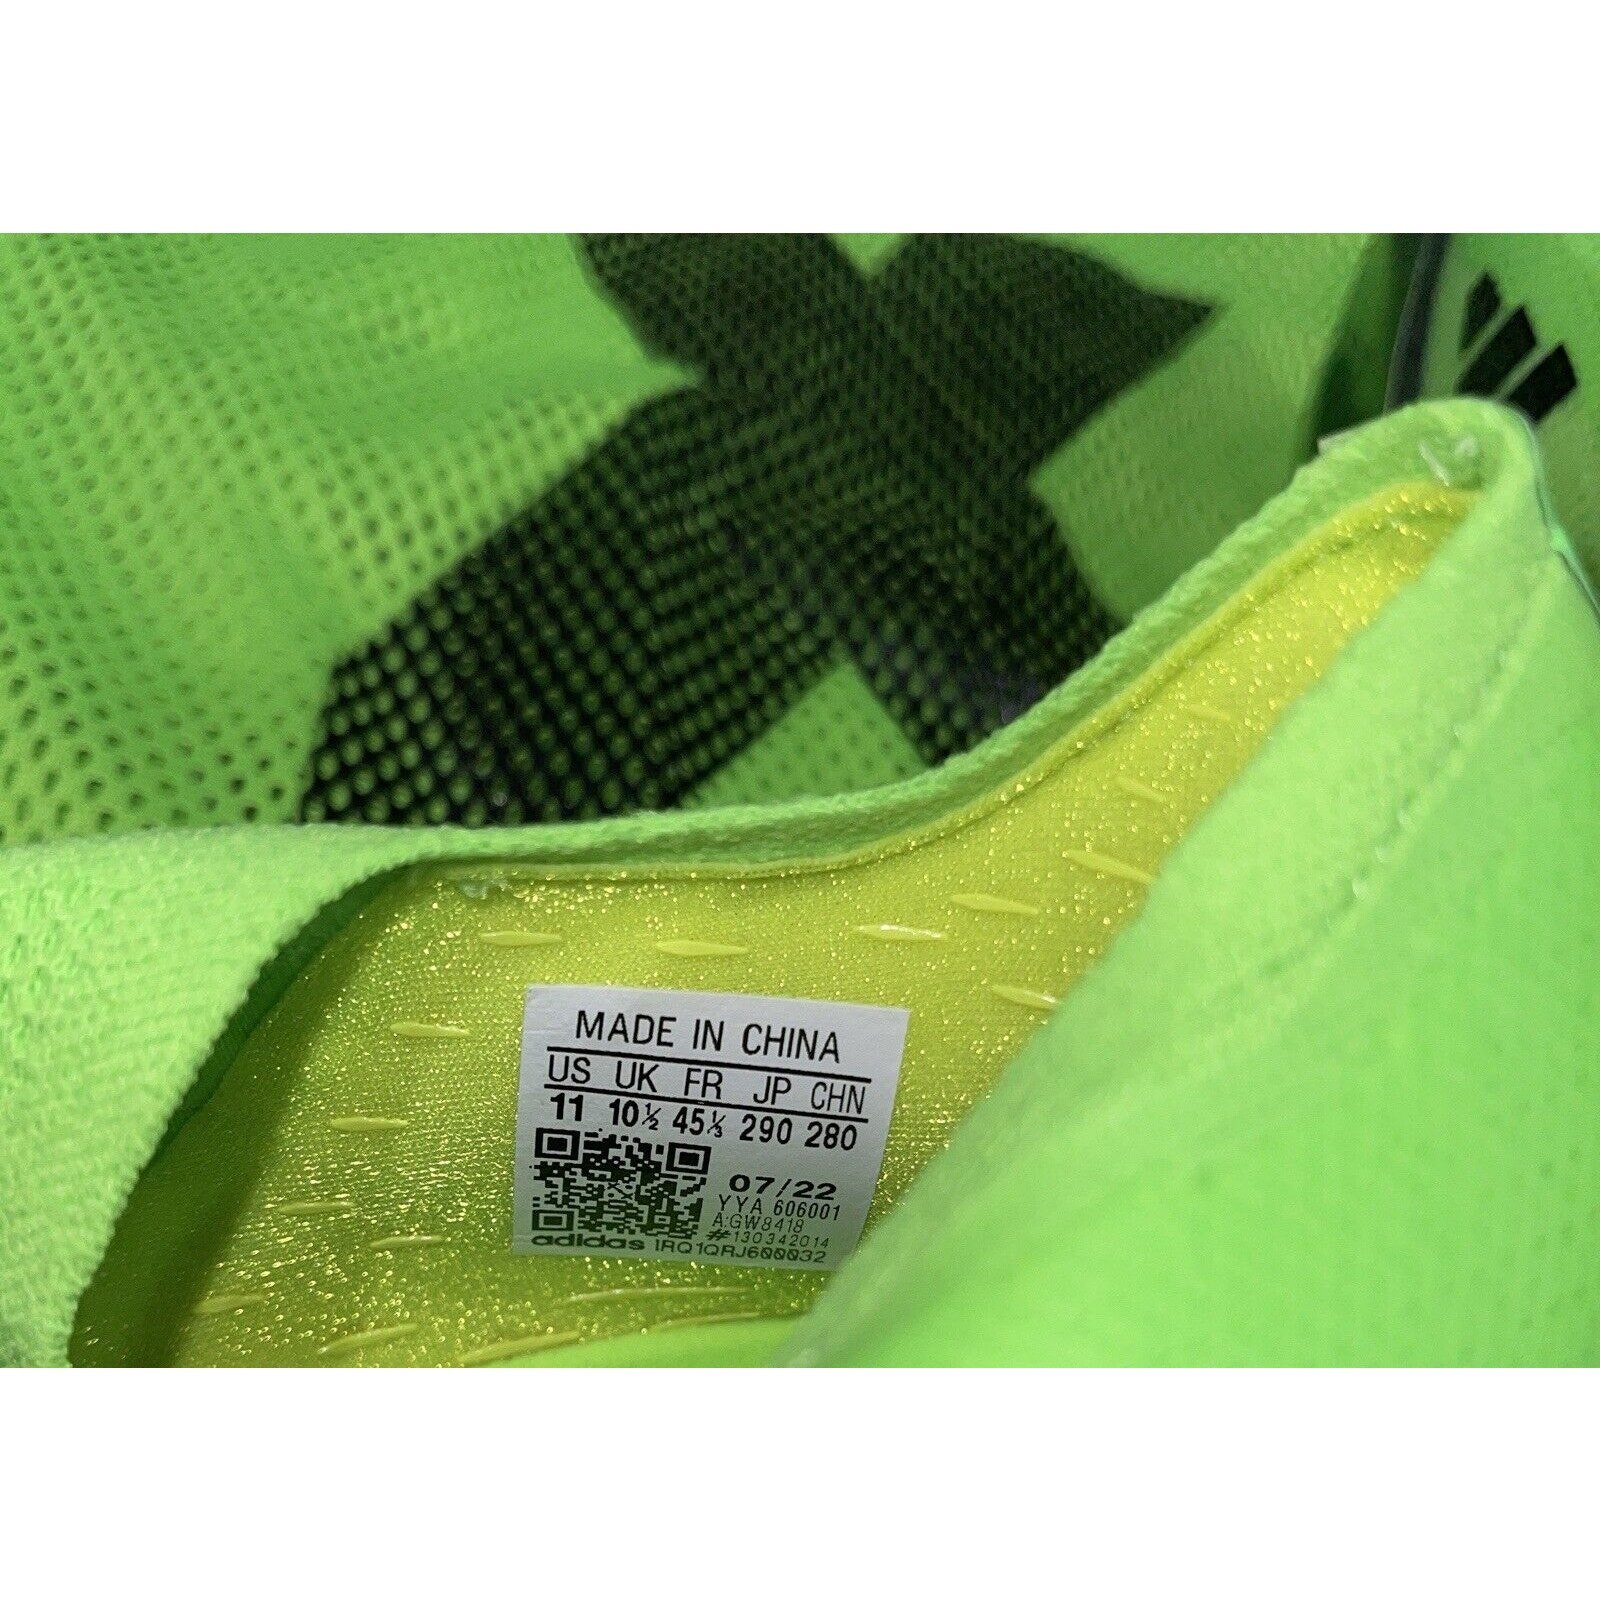 MADE IN CHINA
US UK FR JP CHN
11 10½ 45⅓ 290 280
07/22
YYA 606001
A:GW8418
#130342014
adidas 1RQ1QRJ600032